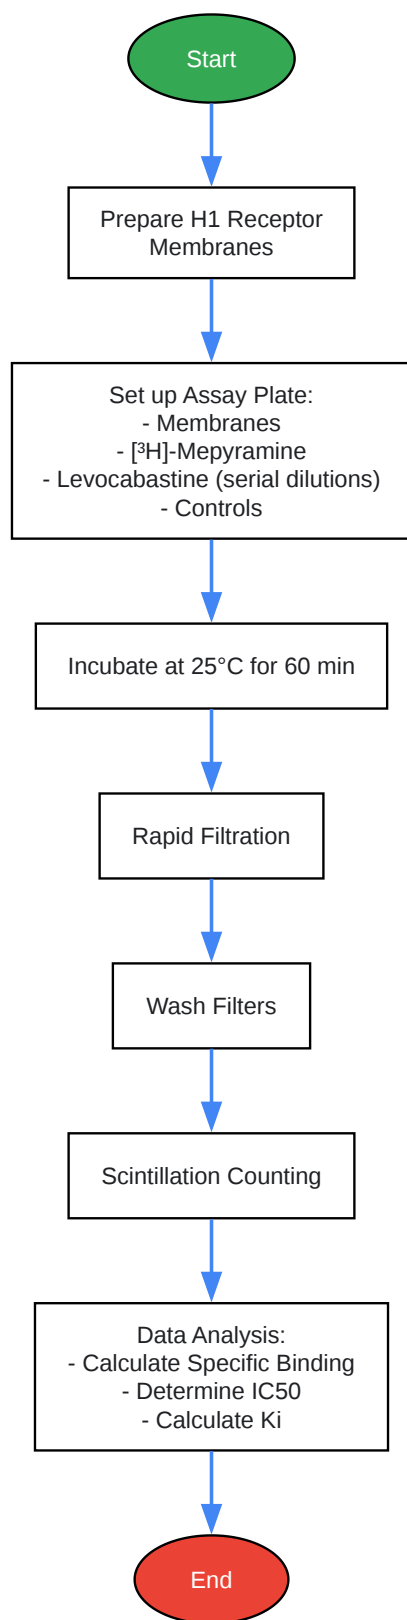 Start
Prepare H1 Receptor
Membranes
Set up Assay Plate:
- Membranes
- [³H]-Mepyramine
- Levocabastine (serial dilutions)
- Controls
Incubate at 25°C for 60 min
Rapid Filtration
Wash Filters
Scintillation Counting
Data Analysis:
- Calculate Specific Binding
- Determine IC50
- Calculate Ki
End